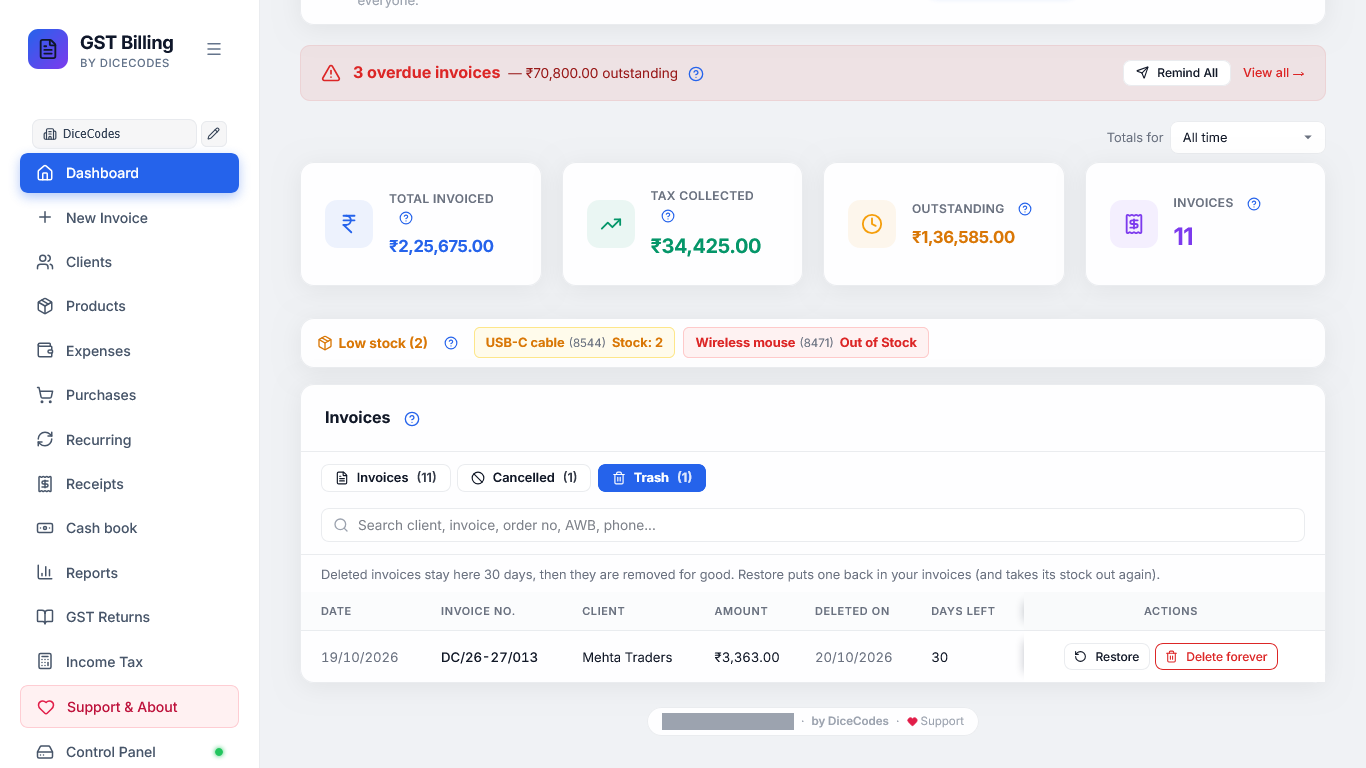 GST Billing
BY DICECODES
DiceCodes
Dashboard
New Invoice
Clients
Products
Expenses
Purchases
Recurring
Receipts
Cash book
Reports
GST Returns
Income Tax
Support & About
Control Panel
everyone.
3 overdue invoices — ₹70,800.00 outstanding
Remind All
View all →
Totals for All time
TOTAL INVOICED
₹2,25,675.00
TAX COLLECTED
₹34,425.00
OUTSTANDING
₹1,36,585.00
INVOICES
11
Low stock (2)
USB-C cable (8544) Stock: 2
Wireless mouse (8471) Out of Stock
Invoices
Invoices (11)
Cancelled (1)
Trash (1)
Search client, invoice, order no, AWB, phone...
Deleted invoices stay here 30 days, then they are removed for good. Restore puts one back in your invoices (and takes its stock out again).
DATE INVOICE NO. CLIENT AMOUNT DELETED ON DAYS LEFT ACTIONS
19/10/2026 DC/26-27/013 Mehta Traders ₹3,363.00 20/10/2026 30 Restore Delete forever
· by DiceCodes · Support